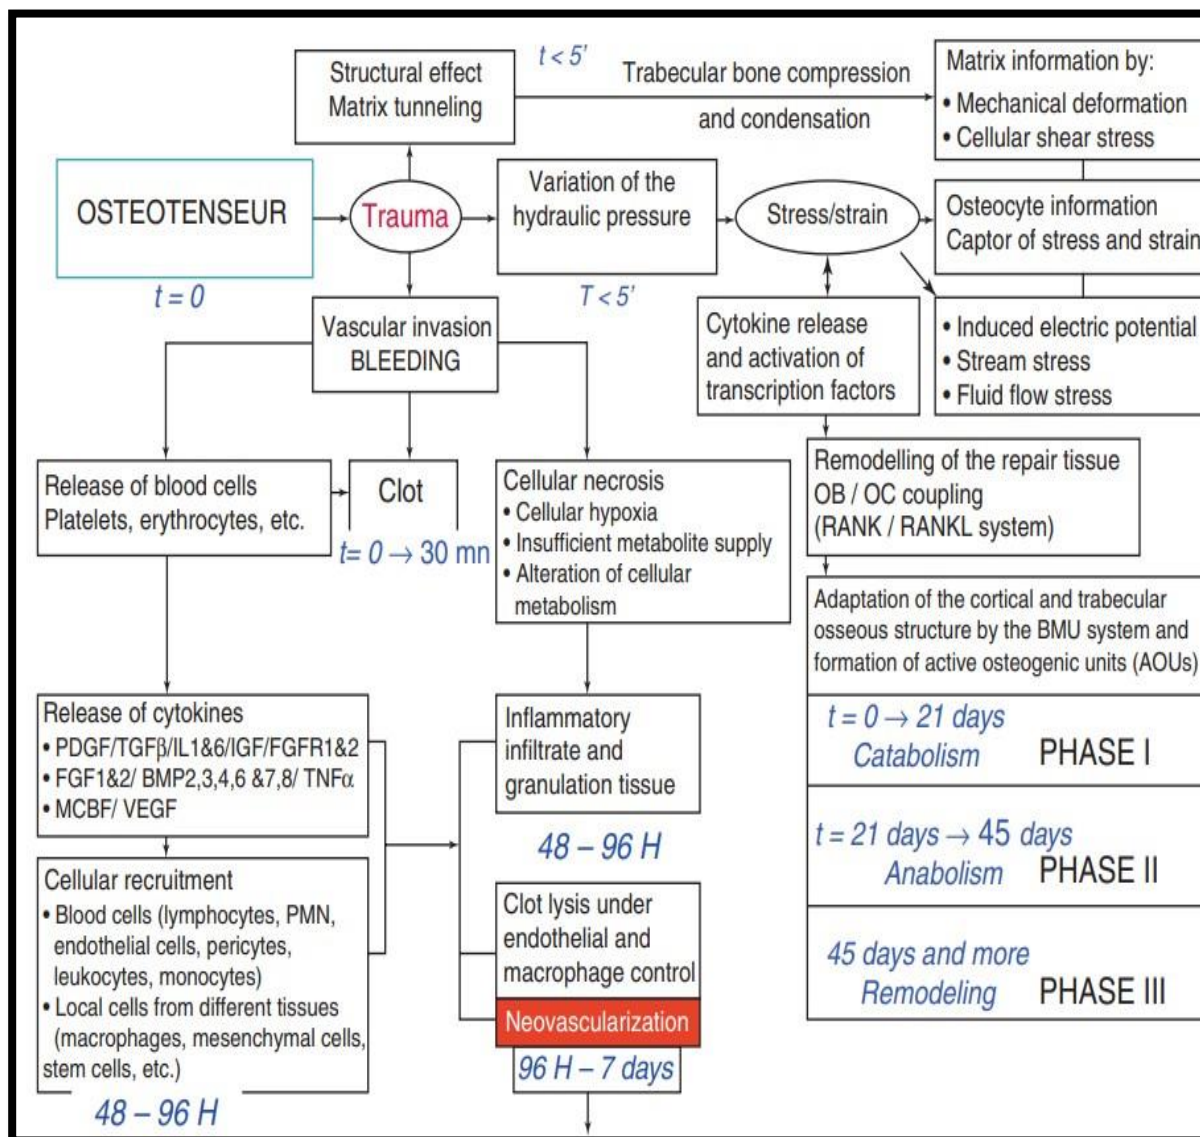 Structural effect
Matrix tunneling
t < 5'
Trabecular bone compression
and condensation
Matrix information by:
• Mechanical deformation
• Cellular shear stress
OSTEOTENSEUR
t = 0
Trauma
Variation of the
hydraulic pressure
T < 5'
Stress/strain
Osteocyte information
Captor of stress and strain
Vascular invasion
BLEEDING
Cytokine release
and activation of
transcription factors
• Induced electric potential
• Stream stress
• Fluid flow stress
Release of blood cells
Platelets, erythrocytes, etc.
Clot
t= 0 → 30 mn
Cellular necrosis
• Cellular hypoxia
• Insufficient metabolite supply
• Alteration of cellular
metabolism
Remodelling of the repair tissue
OB / OC coupling
(RANK / RANKL system)
Adaptation of the cortical and trabecular
osseous structure by the BMU system and
formation of active osteogenic units (AOUs)
t = 0 → 21 days
Catabolism PHASE I
t = 21 days → 45 days
Anabolism PHASE II
45 days and more
Remodeling PHASE III
Release of cytokines
• PDGF/TGFβ/IL1&6/IGF/FGFR1&2
• FGF1&2/ BMP2,3,4,6 &7,8/ TNFα
• MCBF/ VEGF
Inflammatory
infiltrate and
granulation tissue
48 – 96 H
Cellular recruitment
• Blood cells (lymphocytes, PMN,
endothelial cells, pericytes,
leukocytes, monocytes)
• Local cells from different tissues
(macrophages, mesenchymal cells,
stem cells, etc.)
48 – 96 H
Clot lysis under
endothelial and
macrophage control
Neovascularization
96 H – 7 days